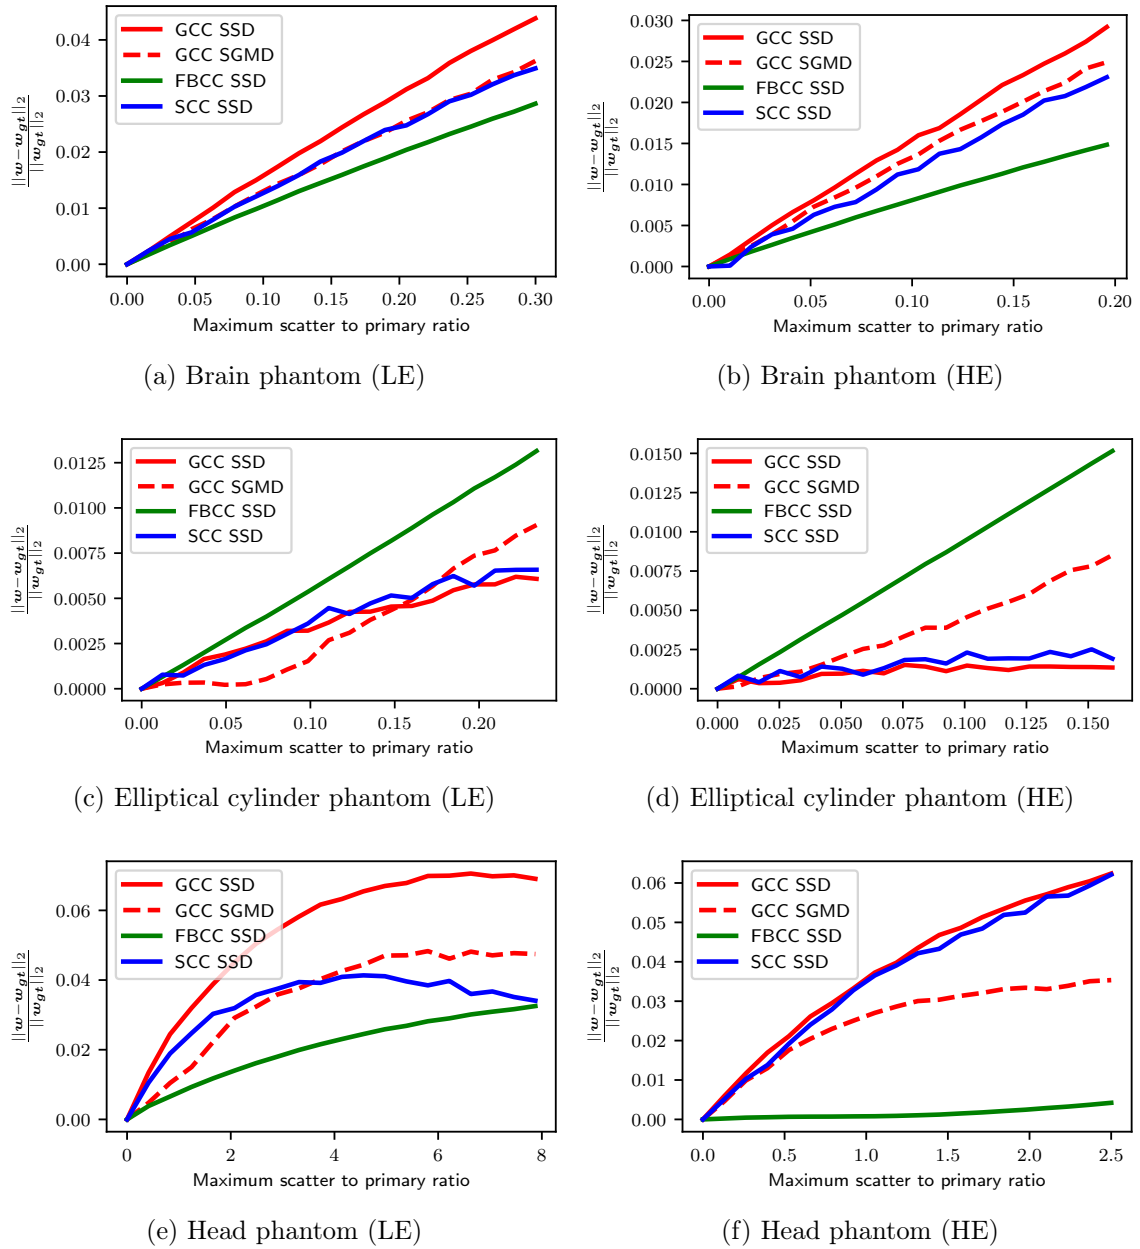 0.04
0.03
0.02
0.01
0.00
||w−w_gt||₂
||w_gt||₂
GCC SSD
GCC SGMD
FBCC SSD
SCC SSD
0.00 0.05 0.10 0.15 0.20 0.25 0.30
Maximum scatter to primary ratio
(a) Brain phantom (LE)
0.030
0.025
0.020
0.015
0.010
0.005
0.000
||w−w_gt||₂
||w_gt||₂
GCC SSD
GCC SGMD
FBCC SSD
SCC SSD
0.00 0.05 0.10 0.15 0.20
Maximum scatter to primary ratio
(b) Brain phantom (HE)
0.0125
0.0100
0.0075
0.0050
0.0025
0.0000
||w−w_gt||₂
||w_gt||₂
GCC SSD
GCC SGMD
FBCC SSD
SCC SSD
0.00 0.05 0.10 0.15 0.20
Maximum scatter to primary ratio
(c) Elliptical cylinder phantom (LE)
0.0150
0.0125
0.0100
0.0075
0.0050
0.0025
0.0000
||w−w_gt||₂
||w_gt||₂
GCC SSD
GCC SGMD
FBCC SSD
SCC SSD
0.000 0.025 0.050 0.075 0.100 0.125 0.150
Maximum scatter to primary ratio
(d) Elliptical cylinder phantom (HE)
0.06
0.04
0.02
0.00
||w−w_gt||₂
||w_gt||₂
GCC SSD
GCC SGMD
FBCC SSD
SCC SSD
0 2 4 6 8
Maximum scatter to primary ratio
(e) Head phantom (LE)
0.06
0.05
0.04
0.03
0.02
0.01
0.00
||w−w_gt||₂
||w_gt||₂
GCC SSD
GCC SGMD
FBCC SSD
SCC SSD
0.0 0.5 1.0 1.5 2.0 2.5
Maximum scatter to primary ratio
(f) Head phantom (HE)